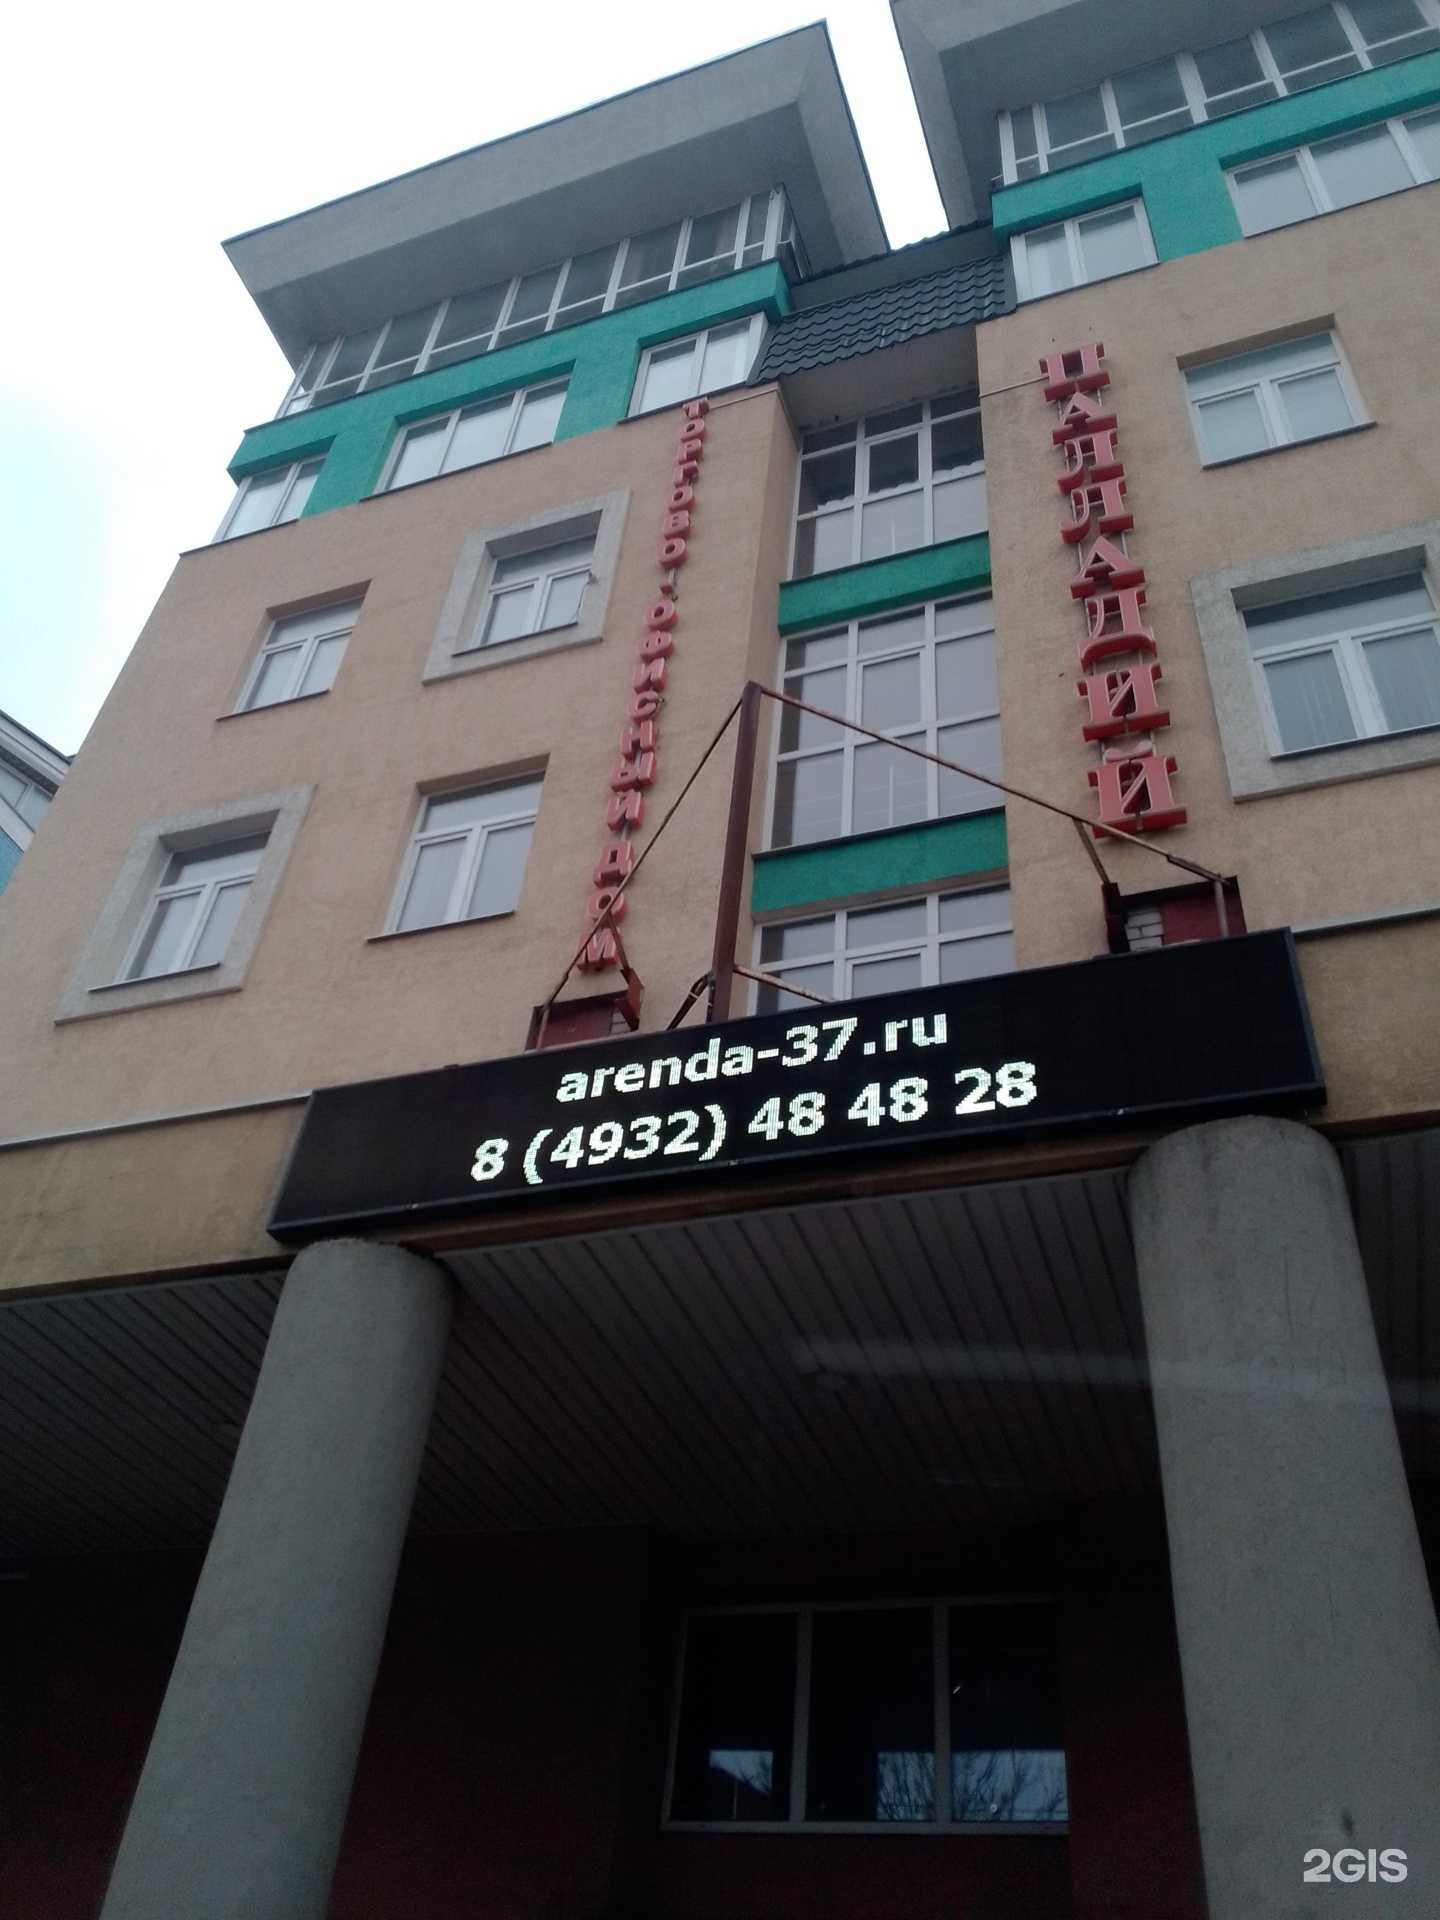 ТОРГОВО-ОФИСНЫЙ ДОМ
ПАЛЛАДИЙ
arenda-37.ru
8 (4932) 48 48 28
2GIS